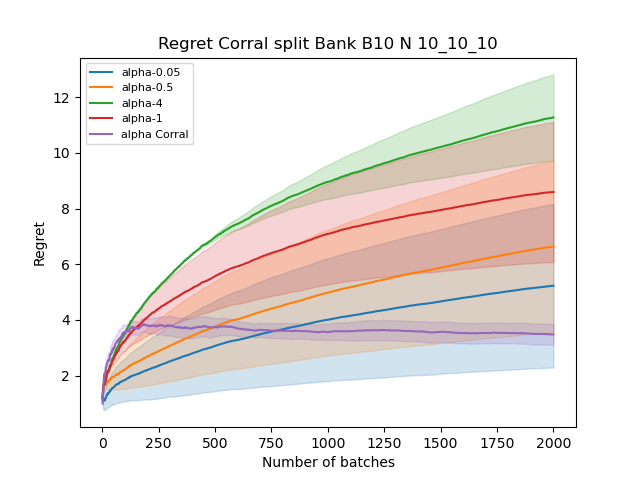 Regret Corral split Bank B10 N 10_10_10
alpha-0.05
alpha-0.5
alpha-4
alpha-1
alpha Corral
12
10
8
6
4
2
Regret
0 250 500 750 1000 1250 1500 1750 2000
Number of batches